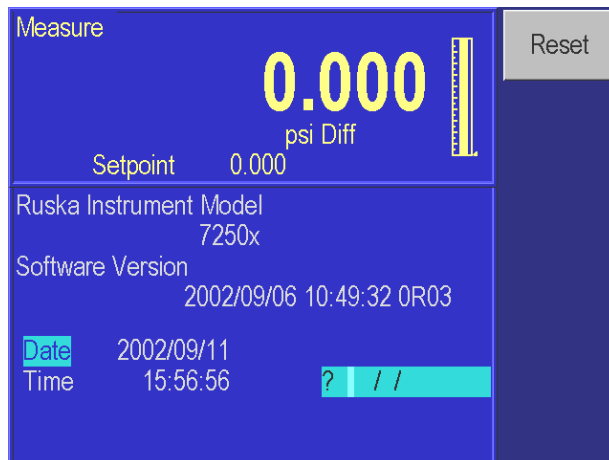 Measure
Reset
0.000
psi Diff
Setpoint 0.000
Ruska Instrument Model
7250x
Software Version
2002/09/06 10:49:32 0R03
Date 2002/09/11
Time 15:56:56 ? / /